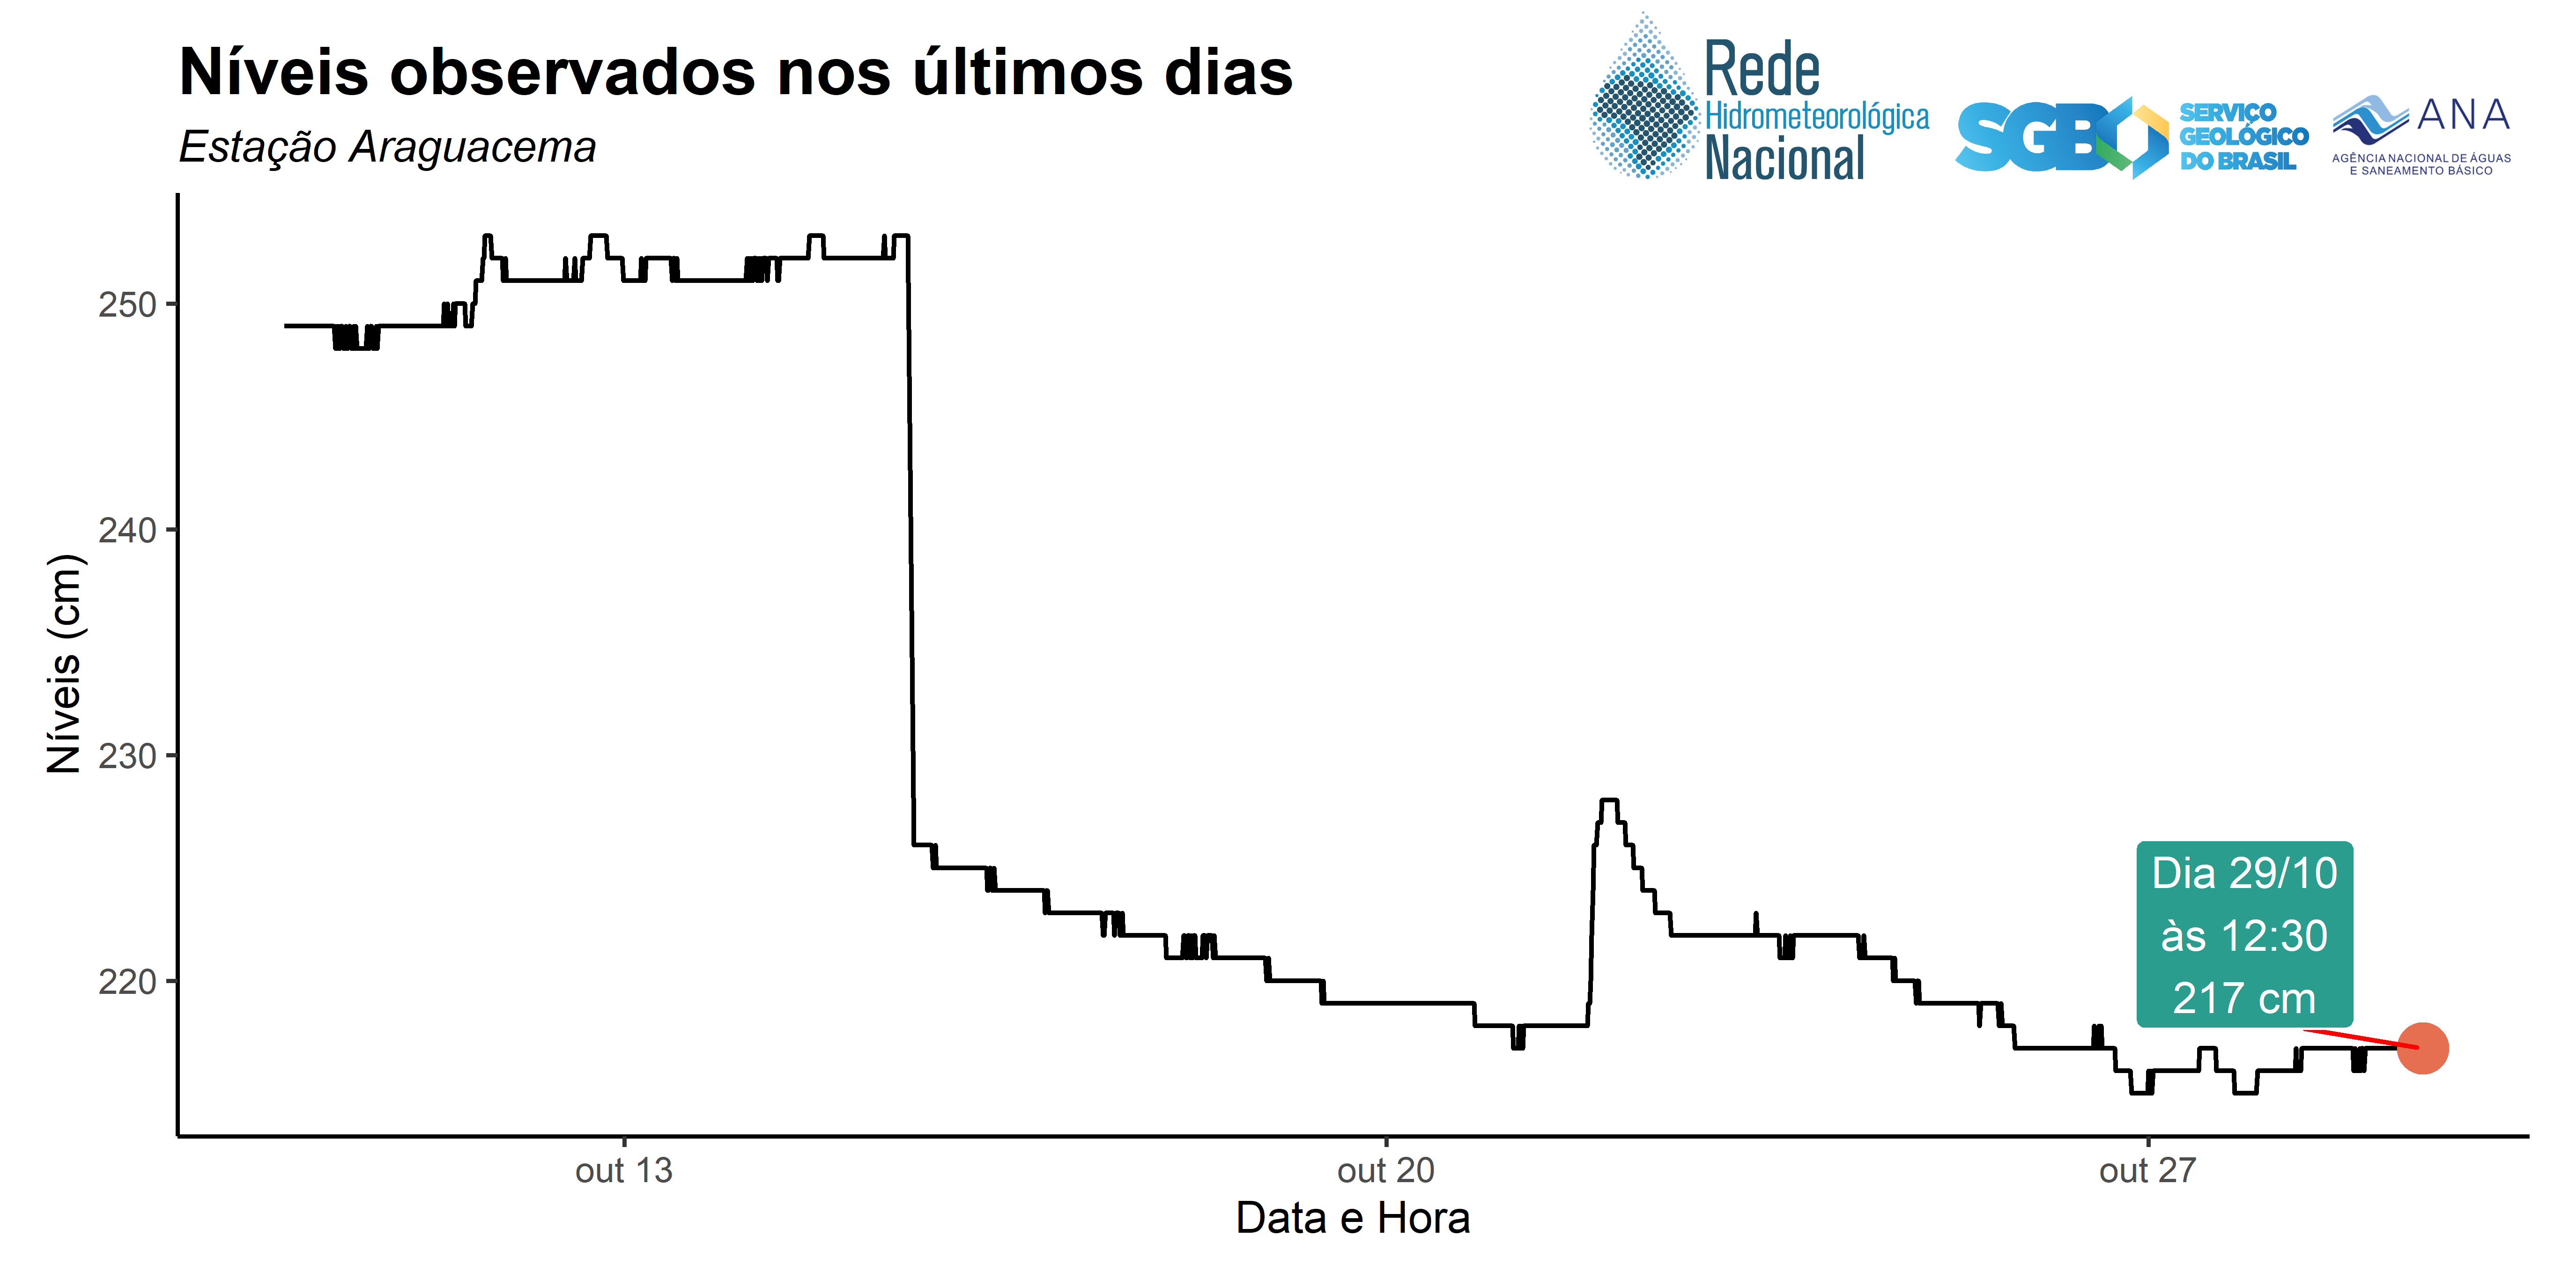 Níveis observados nos últimos dias
Estação Araguacema
Rede
Hidrometeorológica
Nacional
SGB
SERVIÇO
GEOLÓGICO
DO BRASIL
ANA
AGÊNCIA NACIONAL DE ÁGUAS
E SANEAMENTO BÁSICO
Níveis (cm)
250
240
230
220
Dia 29/10
às 12:30
217 cm
out 13
out 20
out 27
Data e Hora